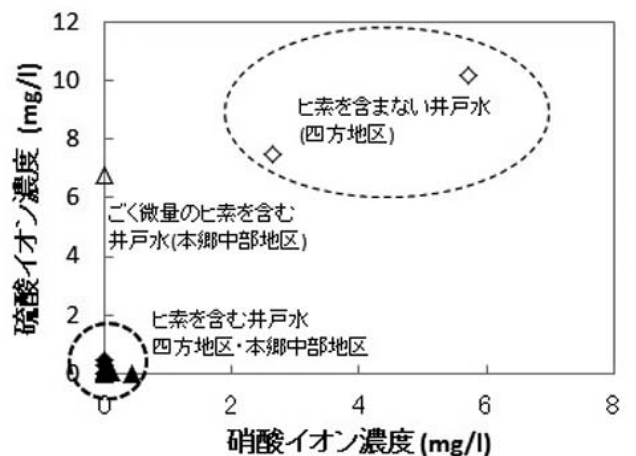 硫酸イオン濃度 (mg/l)
12
10
8
6
4
2
0
ヒ素を含まない井戸水
(四方地区)
ごく微量のヒ素を含む
井戸水(本郷中部地区)
ヒ素を含む井戸水
四方地区・本郷中部地区
0
2
4
6
8
硝酸イオン濃度 (mg/l)